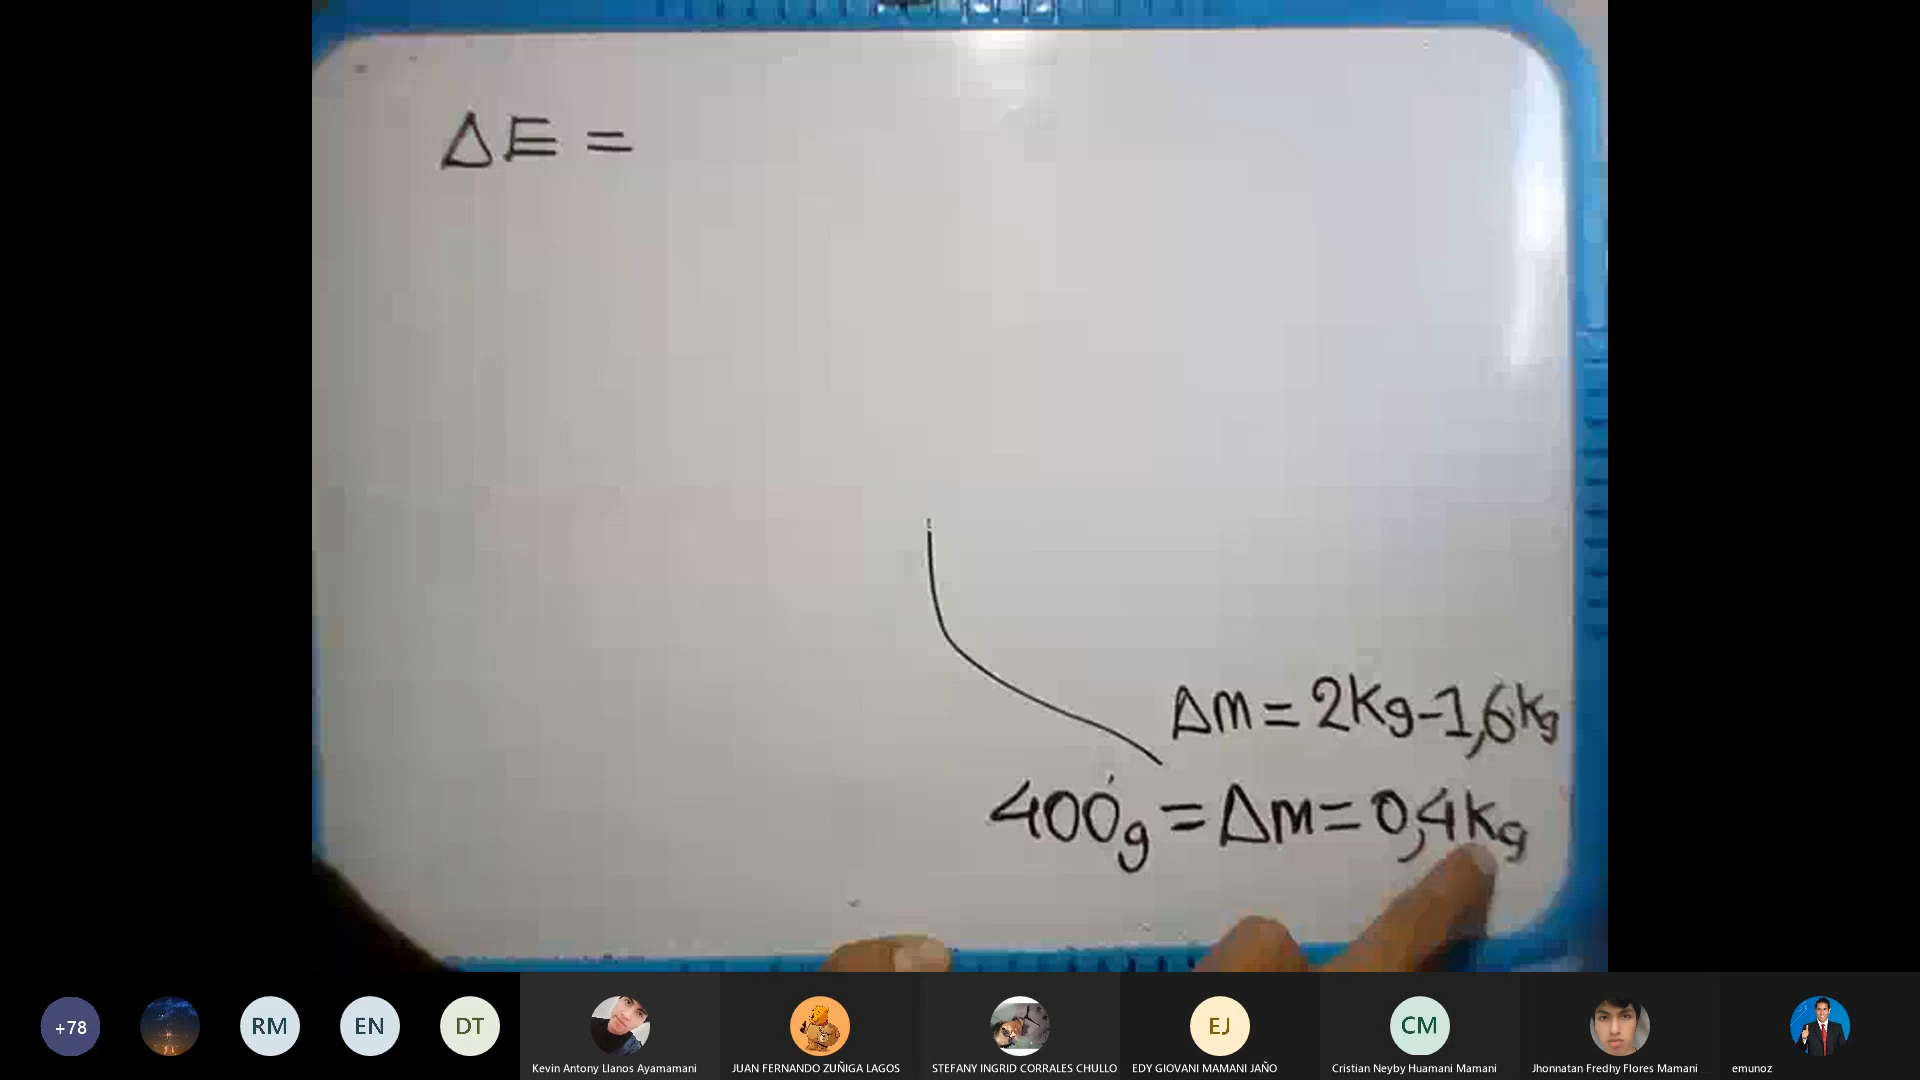 ΔE =
Δm = 2Kg-1,6Kg
400g = Δm = 0,4Kg
+78
RM
EN
DT
EJ
CM
Kevin Antony Llanos Ayamamani
JUAN FERNANDO ZUÑIGA LAGOS
STEFANY INGRID CORRALES CHULLO
EDY GIOVANI MAMANI JAÑO
Cristian Neyby Huamani Mamani
Jhonnatan Fredhy Flores Mamani
emunoz